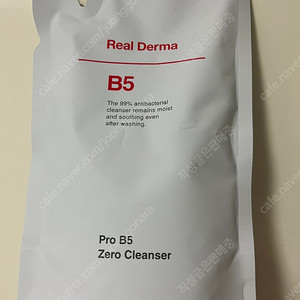 Real Derma
B5
The 99% antibacterial
cleanser remains moist
and soothing even
after washing.
Pro B5
Zero Cleanser